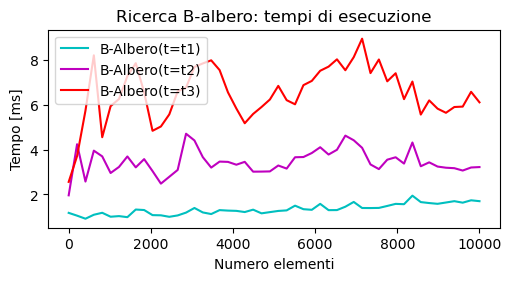 Ricerca B-albero: tempi di esecuzione
B-Albero(t=t1)
B-Albero(t=t2)
B-Albero(t=t3)
Tempo [ms]
8
6
4
2
0 2000 4000 6000 8000 10000
Numero elementi